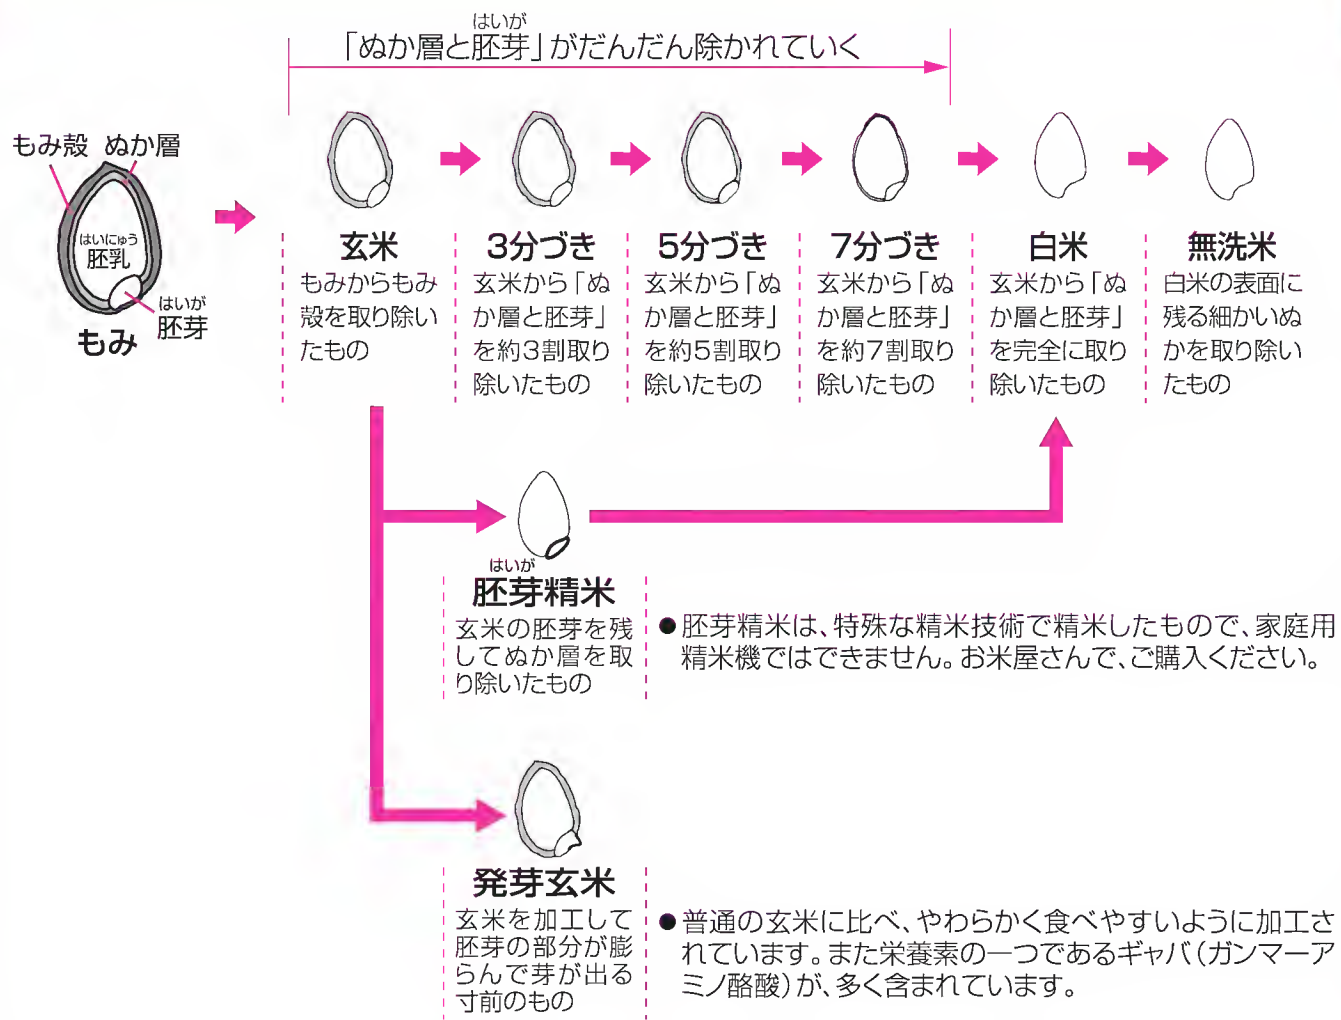 はいが
「ぬか層と胚芽」がだんだん除かれていく
もみ殻 ぬか層
はいにゅう
胚乳
はいが
胚芽
もみ
玄米
もみからもみ
殻を取り除い
たもの
3分づき
玄米から「ぬ
か層と胚芽」
を約3割取り
除いたもの
5分づき
玄米から「ぬ
か層と胚芽」
を約5割取り
除いたもの
7分づき
玄米から「ぬ
か層と胚芽」
を約7割取り
除いたもの
白米
玄米から「ぬ
か層と胚芽」
を完全に取り
除いたもの
無洗米
白米の表面に
残る細かいぬ
かを取り除い
たもの
はいが
胚芽精米
玄米の胚芽を残
してぬか層を取
り除いたもの
●胚芽精米は、特殊な精米技術で精米したもので、家庭用
精米機ではできません。お米屋さんで、ご購入ください。
発芽玄米
玄米を加工して
胚芽の部分が膨
らんで芽が出る
寸前のもの
●普通の玄米に比べ、やわらかく食べやすいように加工さ
れています。また栄養素の一つであるギャバ(ガンマーア
ミノ酪酸)が、多く含まれています。